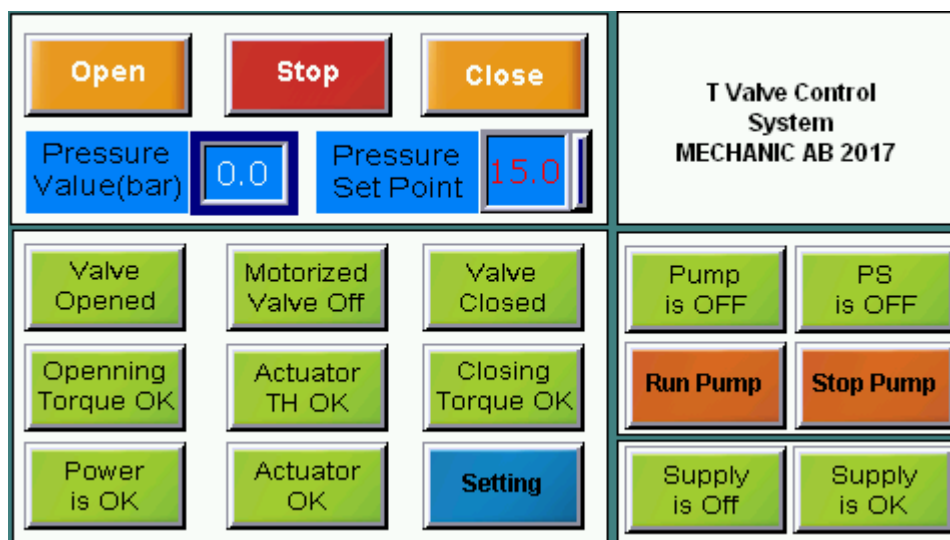 Open
Stop
Close
Pressure
Value(bar)
0.0
Pressure
Set Point
15.0
T Valve Control
System
MECHANIC AB 2017
Valve
Opened
Motorized
Valve Off
Valve
Closed
Openning
Torque OK
Actuator
TH OK
Closing
Torque OK
Power
is OK
Actuator
OK
Setting
Pump
is OFF
PS
is OFF
Run Pump
Stop Pump
Supply
is Off
Supply
is OK